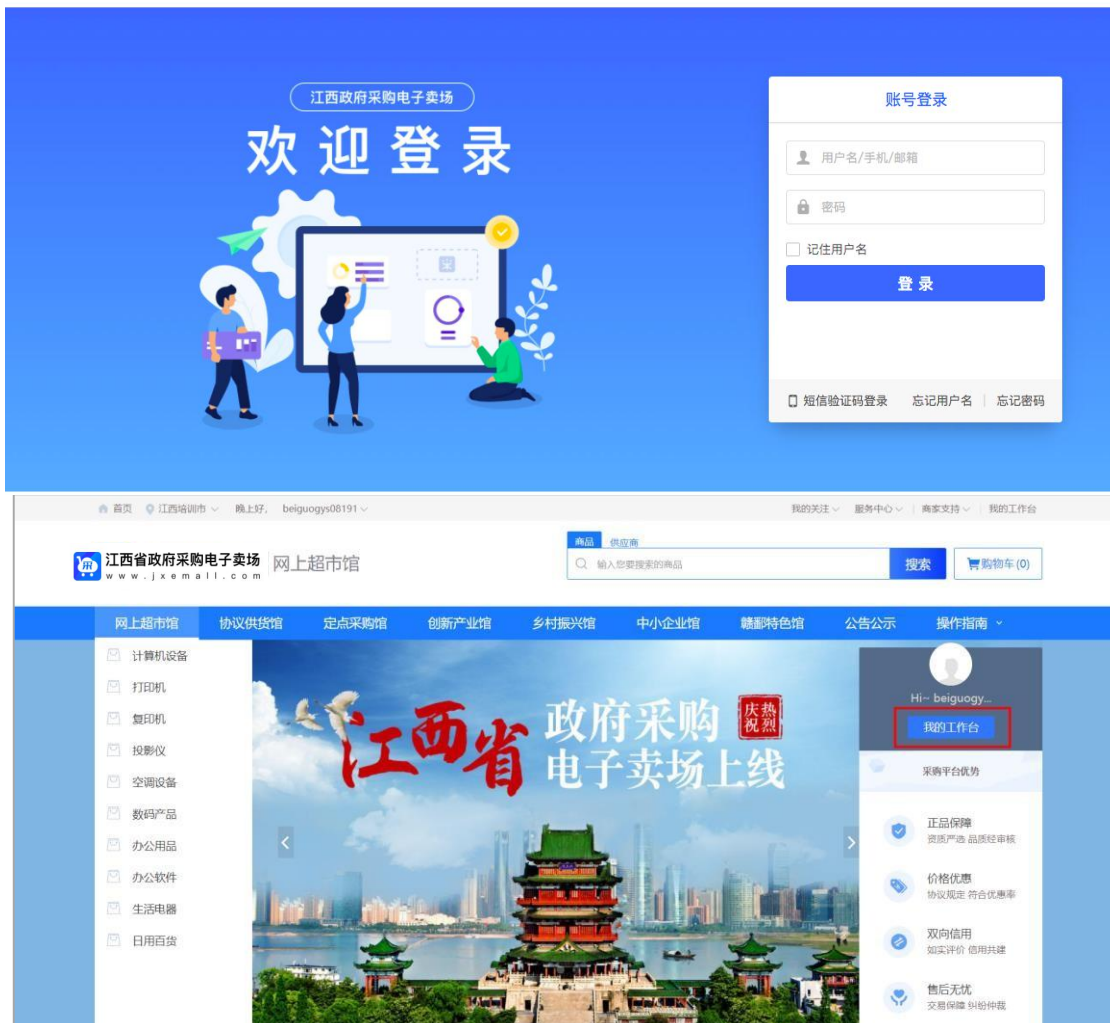 江西政府采购电子卖场
欢迎登录
账号登录
用户名/手机/邮箱
密码
记住用户名
登 录
短信验证码登录 忘记用户名 忘记密码
首页 江西培训市 晚上好, beiguogys08191 我的关注 服务中心 商家支持 我的工作台
江西省政府采购电子卖场
www.jxemall.com
网上超市馆
商品 供应商
输入您要搜索的商品 搜索 购物车(0)
网上超市馆 协议供货馆 定点采购馆 创新产业馆 乡村振兴馆 中小企业馆 赣鄱特色馆 公告公示 操作指南
计算机设备
打印机
复印机
投影仪
空调设备
数码产品
办公用品
办公软件
生活电器
日用百货
江西省
政府采购
电子卖场上线
热烈
庆祝
Hi~ beiguogy...
我的工作台
采购平台优势
正品保障
资质严选 品质经审核
价格优惠
协议规定 符合优惠率
双向信用
如实评价 信用共建
售后无忧
交易保障 纠纷仲裁